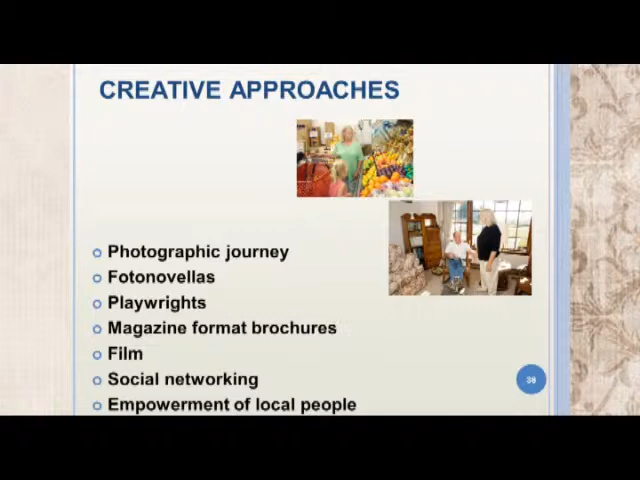 CREATIVE APPROACHES
Photographic journey
Fotonovellas
Playwrights
Magazine format brochures
Film
Social networking
Empowerment of local people
38